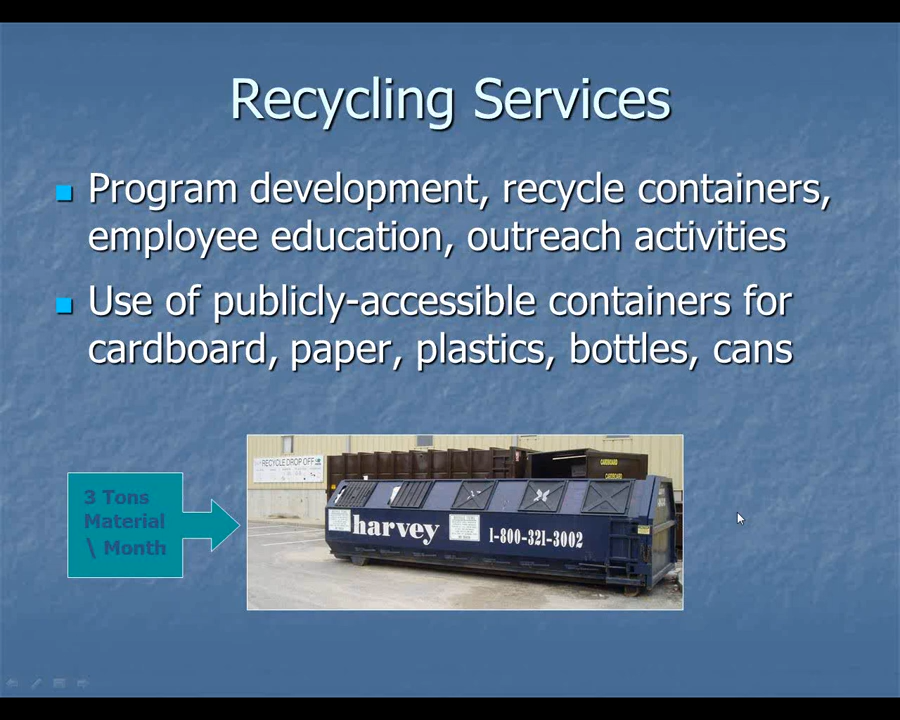 Recycling Services
Program development, recycle containers,
employee education, outreach activities
Use of publicly-accessible containers for
cardboard, paper, plastics, bottles, cans
3 Tons
Material
\ Month
RECYCLE DROP OFF
CARDBOARD
CARDBOARD
harvey
1-800-321-3002